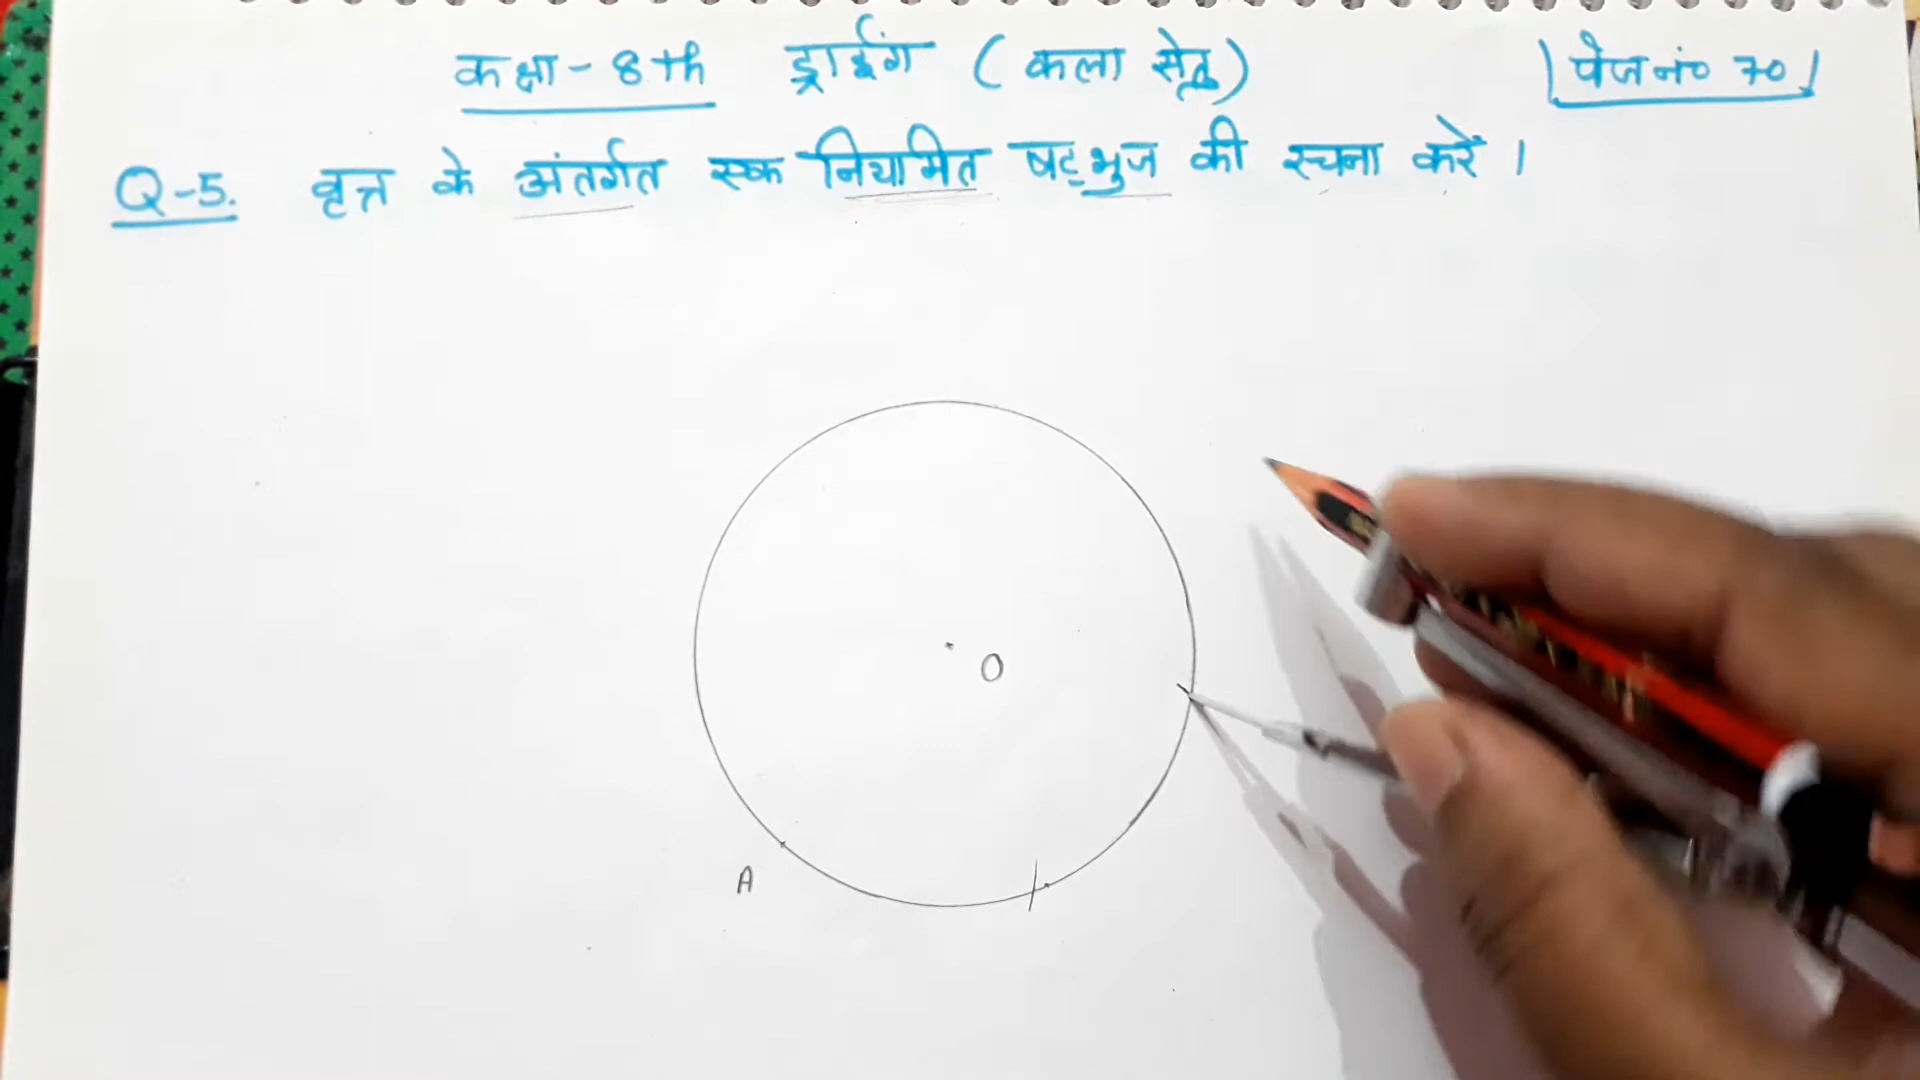 कक्षा - 8th ड्राईंग ( कला सेतू )
पेज नं० 70
Q-5. वृत्त के अंतर्गत एक नियमित षट्भुज की रचना करें ।
O
A